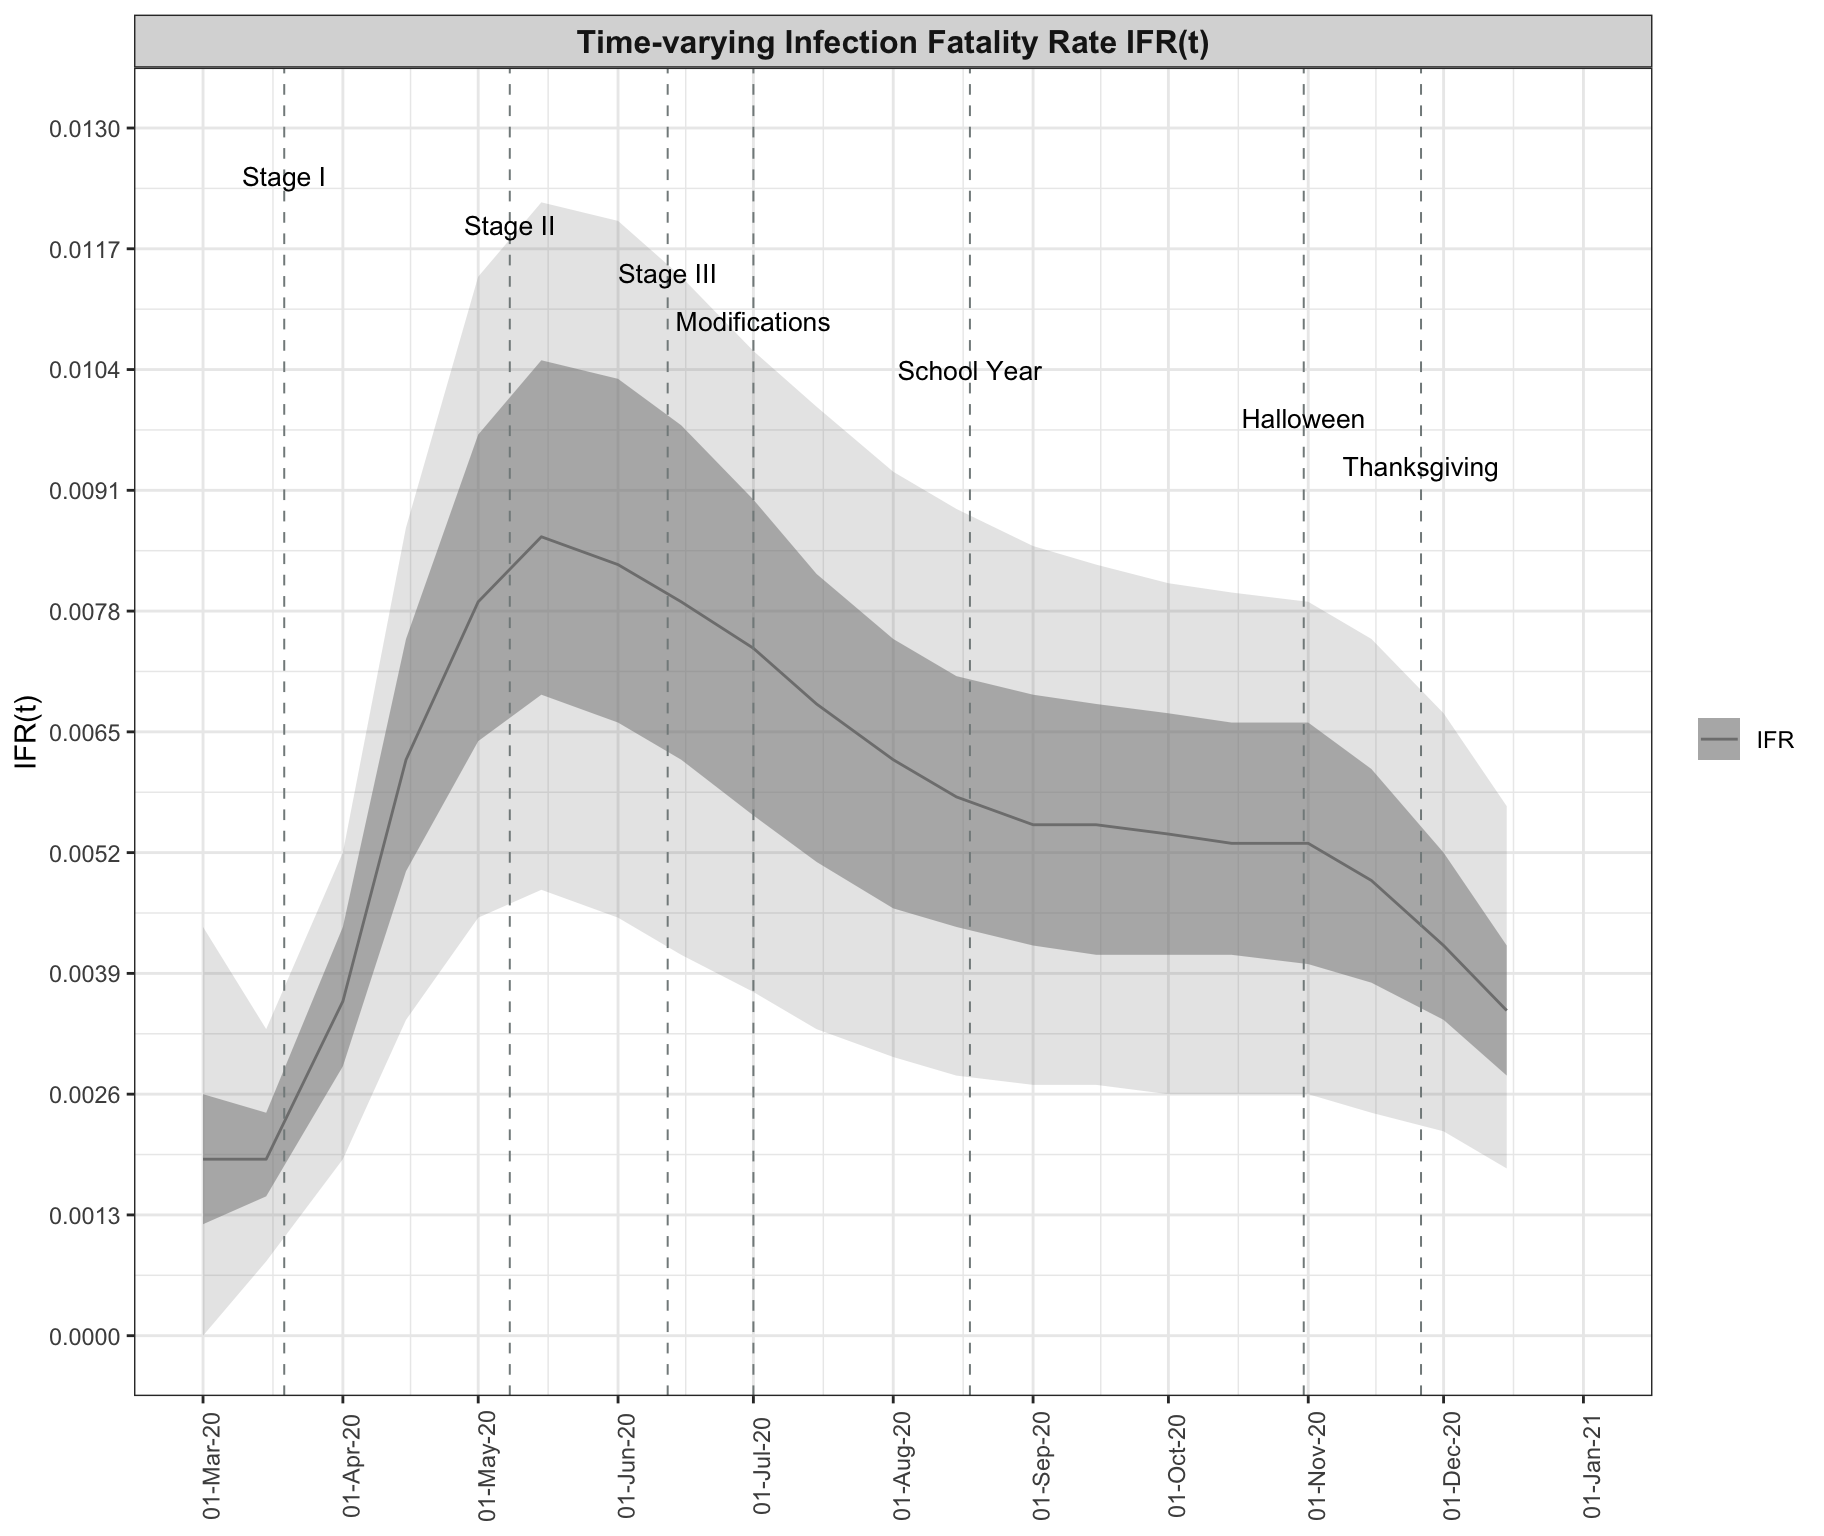 Time-varying Infection Fatality Rate IFR(t)
0.0130
Stage I
Stage II
0.0117
Stage III
Modifications
0.0104
School Year
Halloween
Thanksgiving
0.0091
0.0078
IFR(t)
0.0065
IFR
0.0052
0.0039
0.0026
0.0013
0.0000
01-Mar-20
01-Apr-20
01-May-20
01-Jun-20
01-Jul-20
01-Aug-20
01-Sep-20
01-Oct-20
01-Nov-20
01-Dec-20
01-Jan-21